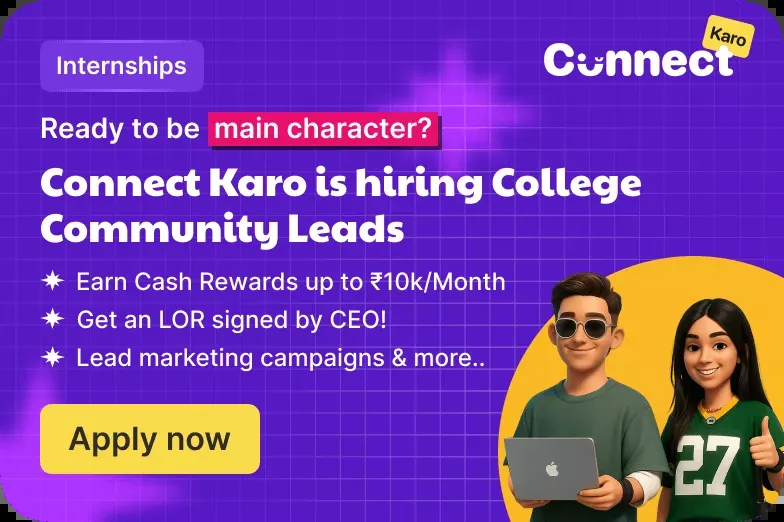 Internships
Connect
Karo
Ready to be main character?
Connect Karo is hiring College
Community Leads
Earn Cash Rewards up to ₹10k/Month
Get an LOR signed by CEO!
Lead marketing campaigns & more..
Apply now
27